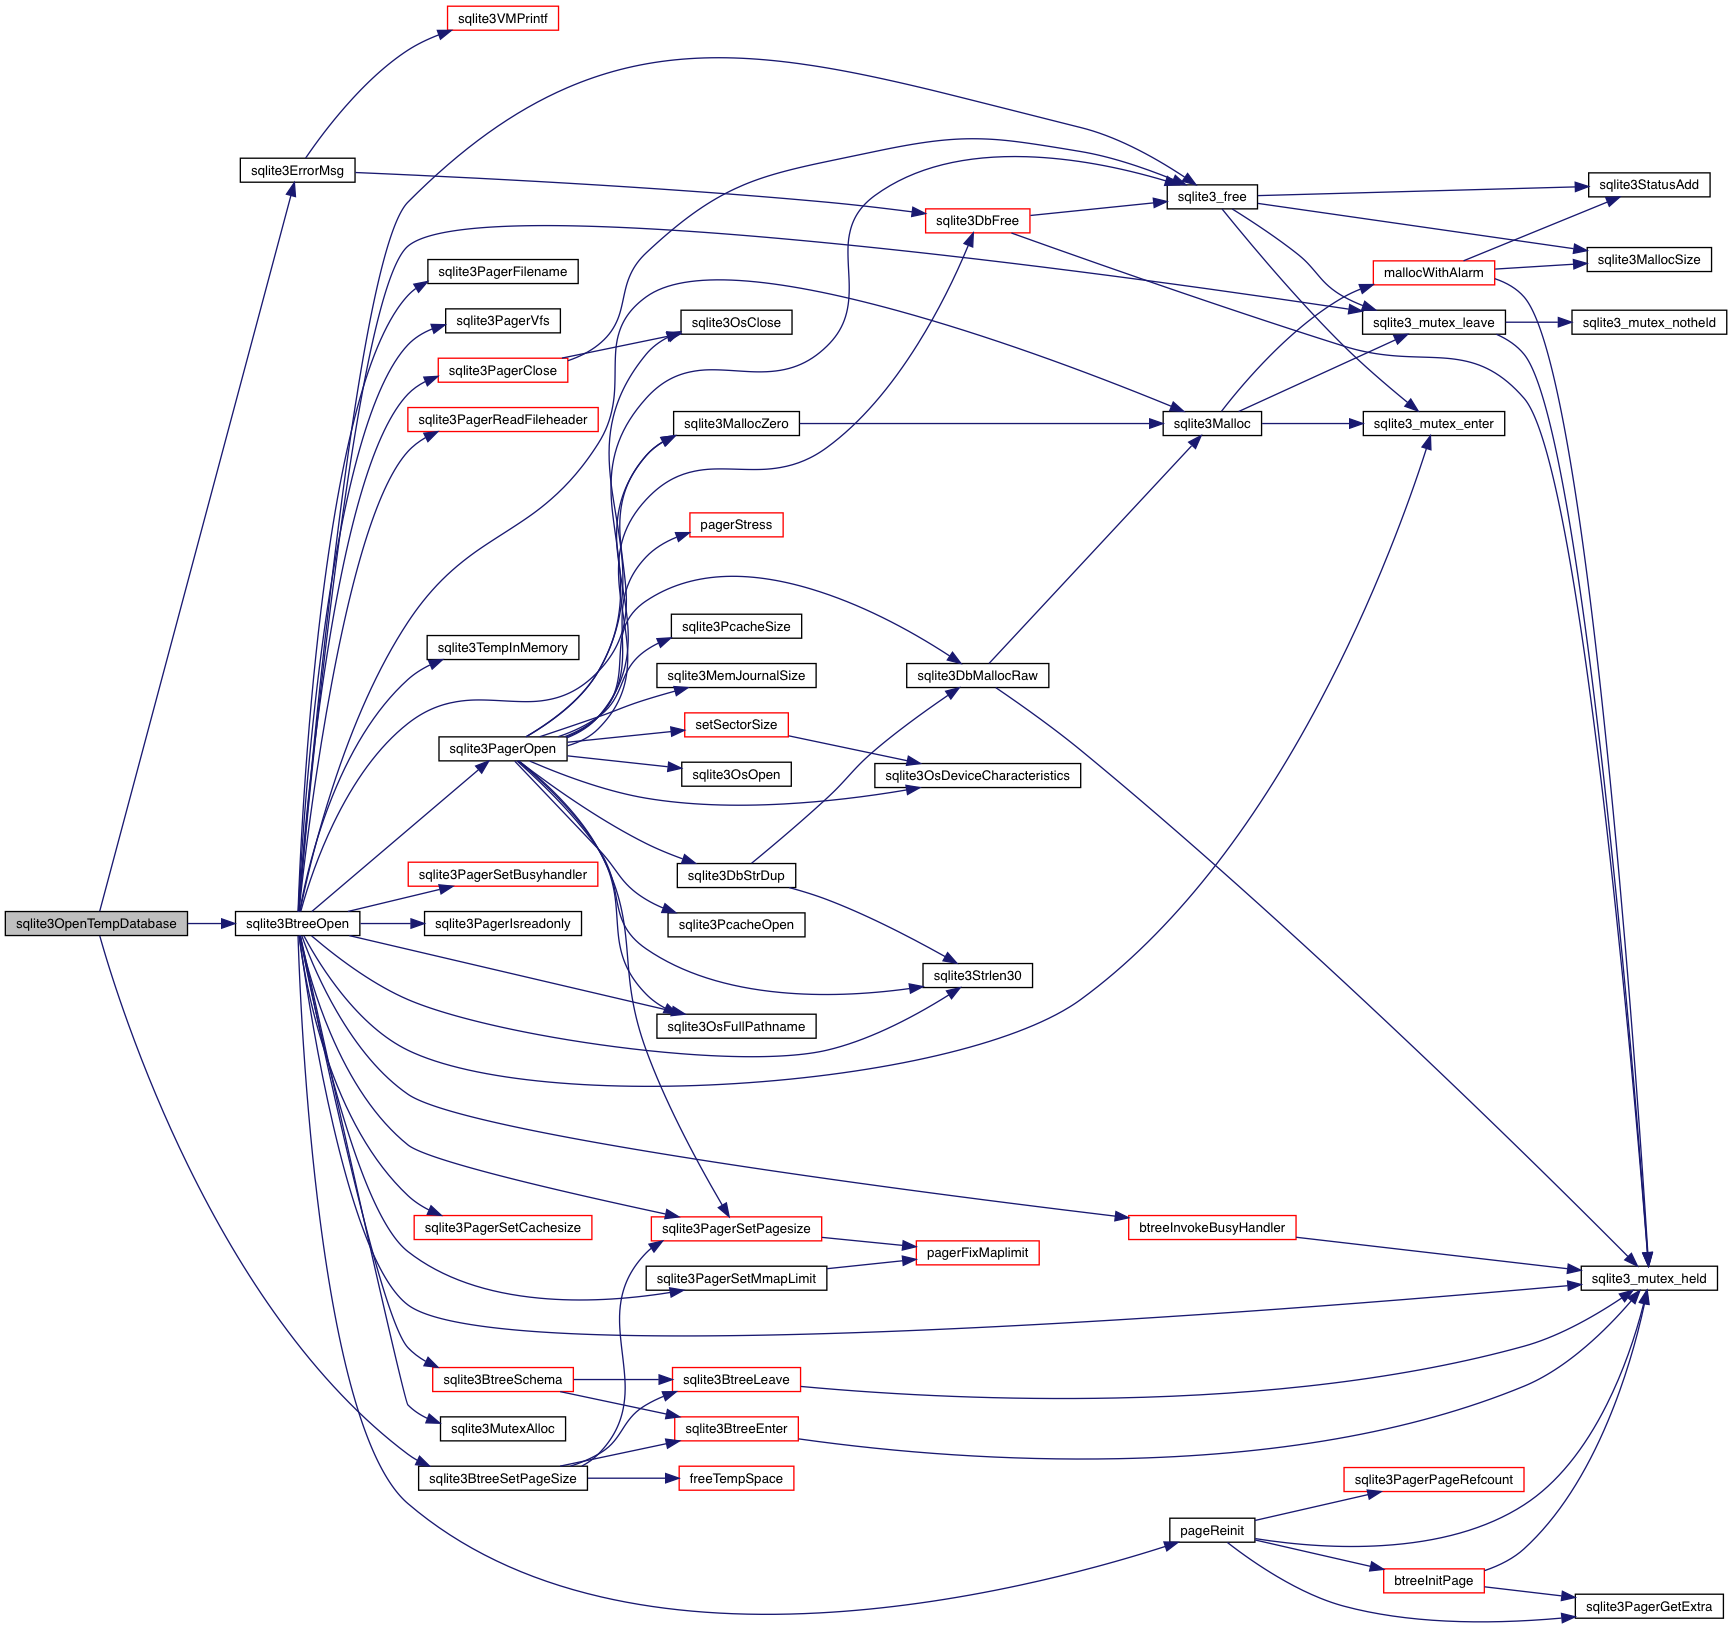 sqlite3VMPrintf
sqlite3ErrorMsg
sqlite3StatusAdd
sqlite3_free
sqlite3DbFree
sqlite3MallocSize
sqlite3PagerFilename
mallocWithAlarm
sqlite3PagerVfs
sqlite3OsClose
sqlite3_mutex_leave
sqlite3_mutex_notheld
sqlite3PagerClose
sqlite3PagerReadFileheader
sqlite3MallocZero
sqlite3Malloc
sqlite3_mutex_enter
pagerStress
sqlite3PcacheSize
sqlite3TempInMemory
sqlite3MemJournalSize
sqlite3DbMallocRaw
setSectorSize
sqlite3PagerOpen
sqlite3OsOpen
sqlite3OsDeviceCharacteristics
sqlite3PagerSetBusyhandler
sqlite3DbStrDup
sqlite3OpenTempDatabase
sqlite3BtreeOpen
sqlite3PagerIsreadonly
sqlite3PcacheOpen
sqlite3Strlen30
sqlite3OsFullPathname
sqlite3PagerSetCachesize
sqlite3PagerSetPagesize
btreeInvokeBusyHandler
pagerFixMaplimit
sqlite3PagerSetMmapLimit
sqlite3_mutex_held
sqlite3BtreeSchema
sqlite3BtreeLeave
sqlite3MutexAlloc
sqlite3BtreeEnter
sqlite3BtreeSetPageSize
freeTempSpace
sqlite3PagerPageRefcount
pageReinit
btreeInitPage
sqlite3PagerGetExtra